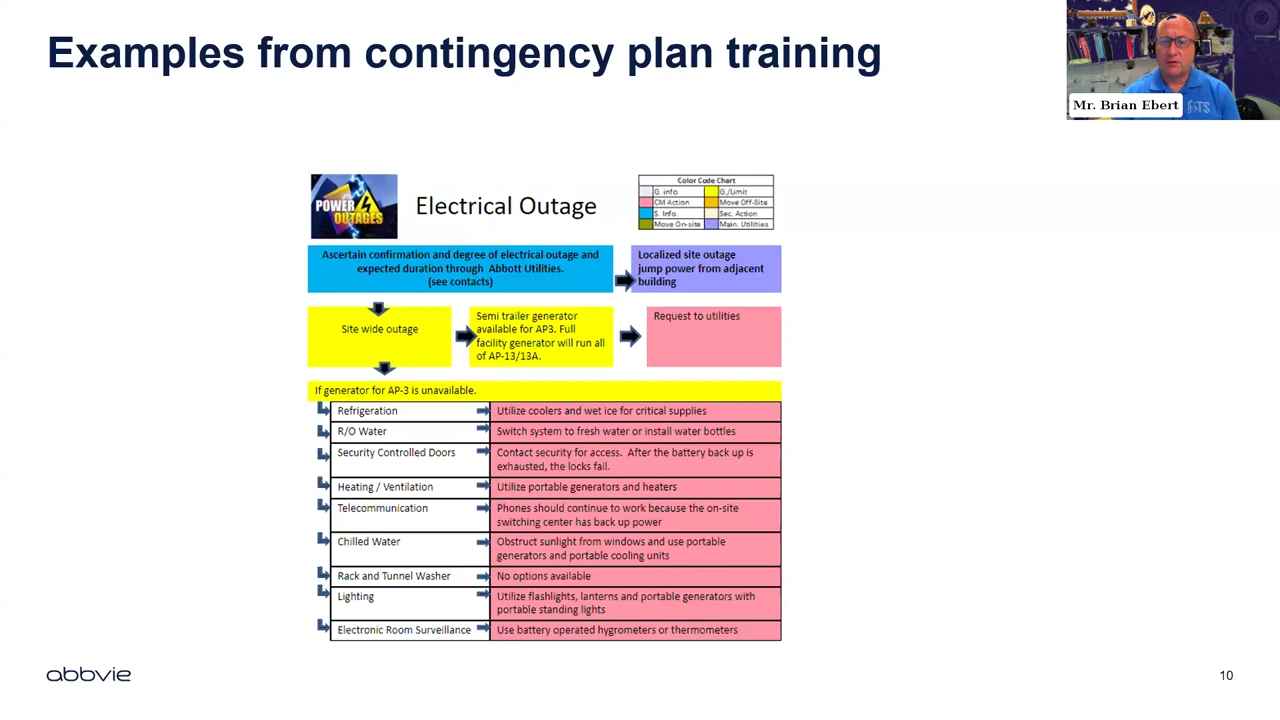 Examples from contingency plan training
Mr. Brian Ebert
POWER
OUTAGES
Electrical Outage
Color Code Chart
G. info.
G./Limit
CM Action
Move Off-Site
S. Info.
Sec. Action
Move On-site
Main. Utilities
Ascertain confirmation and degree of electrical outage and
expected duration through Abbott Utilities.
(see contacts)
Localized site outage
jump power from adjacent
building
Site wide outage
Semi trailer generator
available for AP3. Full
facility generator will run all
of AP-13/13A.
Request to utilities
If generator for AP-3 is unavailable.
Refrigeration
Utilize coolers and wet ice for critical supplies
R/O Water
Switch system to fresh water or install water bottles
Security Controlled Doors
Contact security for access. After the battery back up is
exhausted, the locks fail.
Heating / Ventilation
Utilize portable generators and heaters
Telecommunication
Phones should continue to work because the on-site
switching center has back up power
Chilled Water
Obstruct sunlight from windows and use portable
generators and portable cooling units
Rack and Tunnel Washer
No options available
Lighting
Utilize flashlights, lanterns and portable generators with
portable standing lights
Electronic Room Surveillance
Use battery operated hygrometers or thermometers
abbvie
10